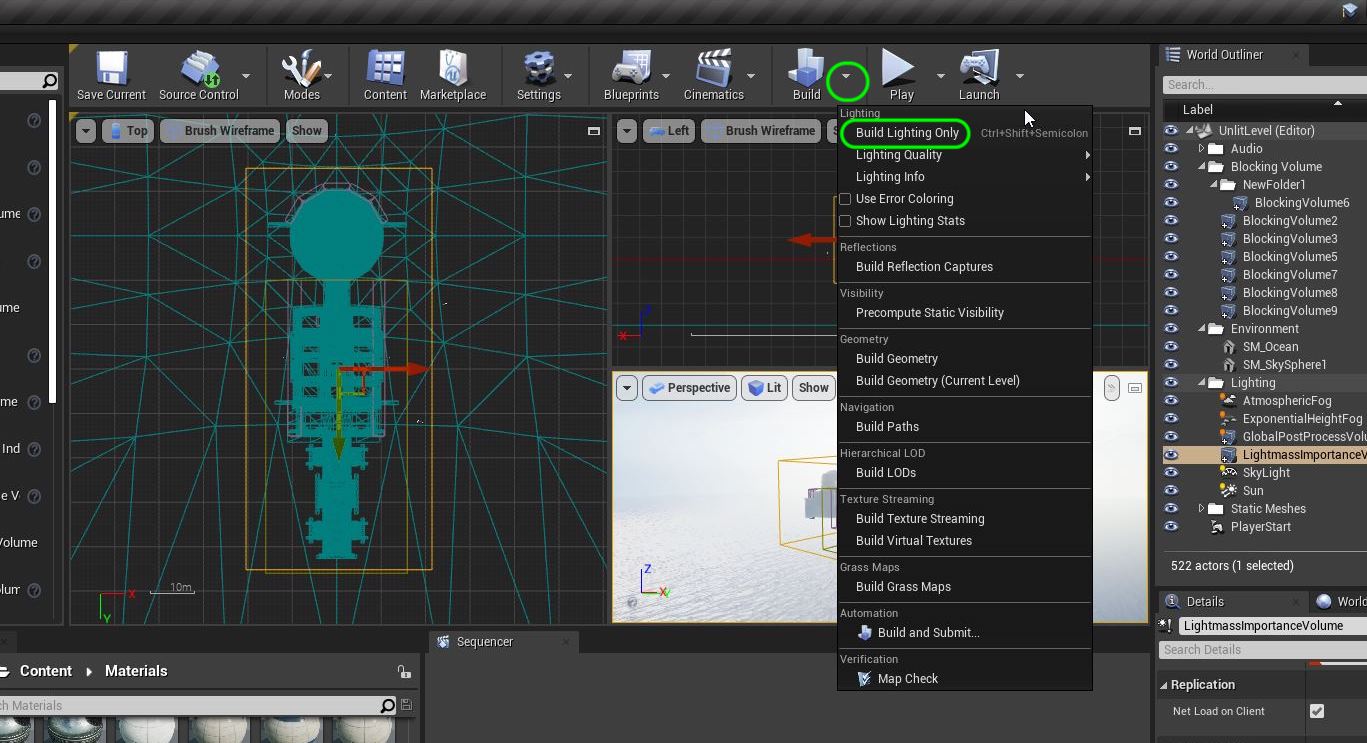 Save Current
Source Control
Modes
Content
Marketplace
Settings
Blueprints
Cinematics
Build
Play
Launch
World Outliner
Search...
Label
UnlitLevel (Editor)
Audio
Blocking Volume
NewFolder1
BlockingVolume6
BlockingVolume2
BlockingVolume3
BlockingVolume5
BlockingVolume7
BlockingVolume8
BlockingVolume9
Environment
SM_Ocean
SM_SkySphere1
Lighting
AtmosphericFog
ExponentialHeightFog
GlobalPostProcessVolu
LightmassImportanceV
SkyLight
Sun
Static Meshes
PlayerStart
522 actors (1 selected)
Details
World
LightmassImportanceVolume
Search Details
Replication
Net Load on Client
Top
Brush Wireframe
Show
10m
X
Y
Left
Brush Wireframe
S
X
Perspective
Lit
Show
Z
X
Lighting
Build Lighting Only Ctrl+Shift+Semicolon
Lighting Quality
Lighting Info
Use Error Coloring
Show Lighting Stats
Reflections
Build Reflection Captures
Visibility
Precompute Static Visibility
Geometry
Build Geometry
Build Geometry (Current Level)
Navigation
Build Paths
Hierarchical LOD
Build LODs
Texture Streaming
Build Texture Streaming
Build Virtual Textures
Grass Maps
Build Grass Maps
Automation
Build and Submit...
Verification
Map Check
ume
ume
me
Ind
e V
Volume
olum
Sequencer
Content
Materials
ch Materials